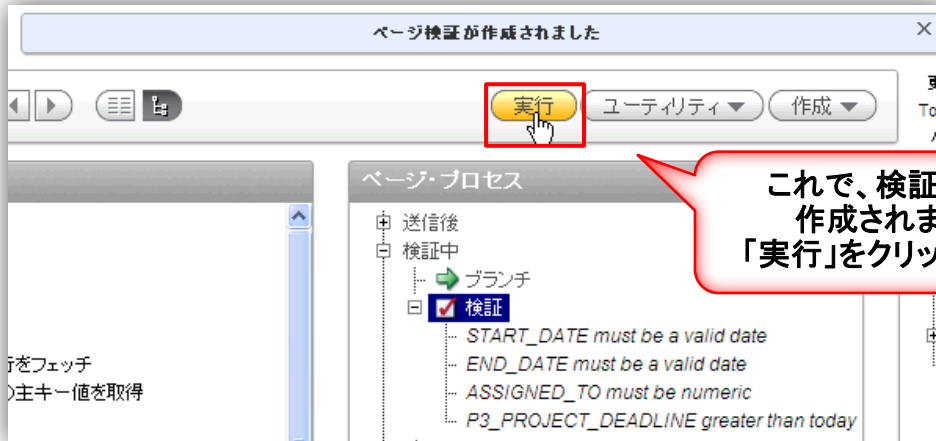 ページ検証が作成されました
実行
ユーティリティ
作成
To
ページ・プロセス
これで、検証
作成されま
「実行」をクリッ
送信後
検証中
ブランチ
検証
START_DATE must be a valid date
END_DATE must be a valid date
ASSIGNED_TO must be numeric
P3_PROJECT_DEADLINE greater than today
行をフェッチ
の主キー値を取得